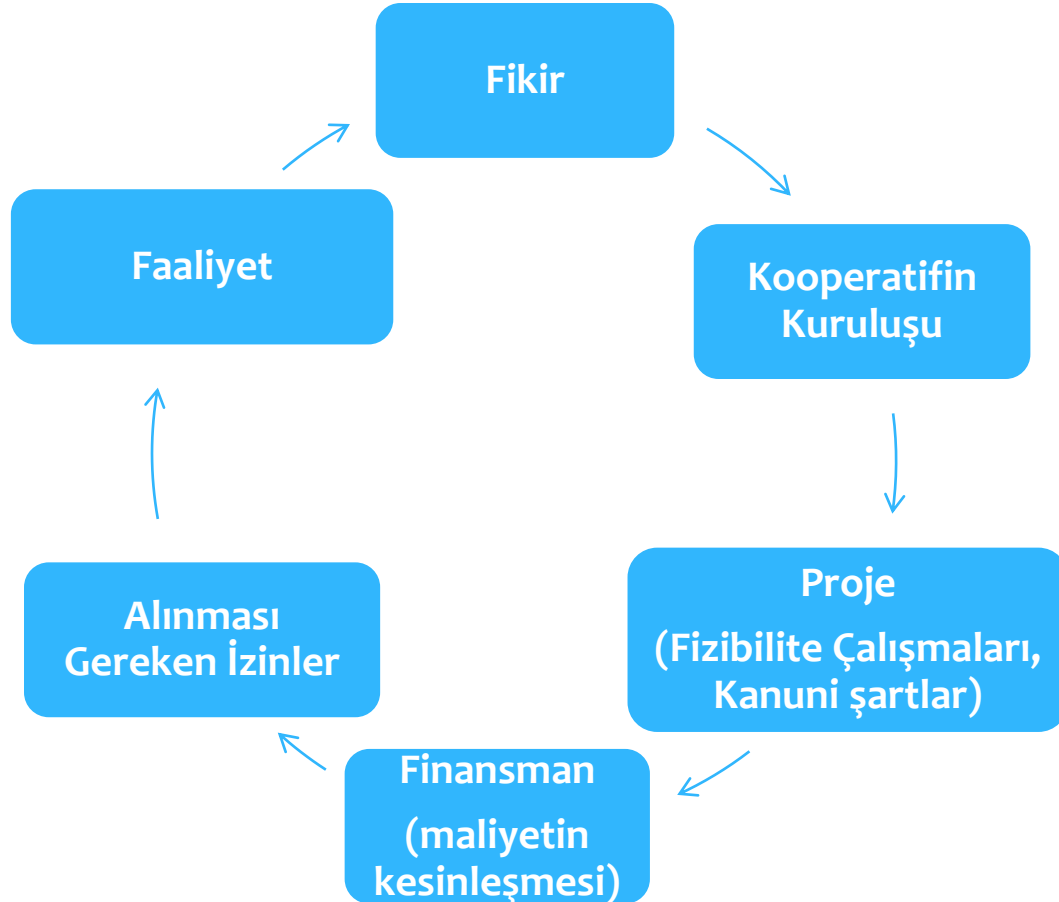 Fikir
Kooperatifin
Kuruluşu
Proje
(Fizibilite Çalışmaları,
Kanuni şartlar)
Finansman
(maliyetin
kesinleşmesi)
Alınması
Gereken İzinler
Faaliyet